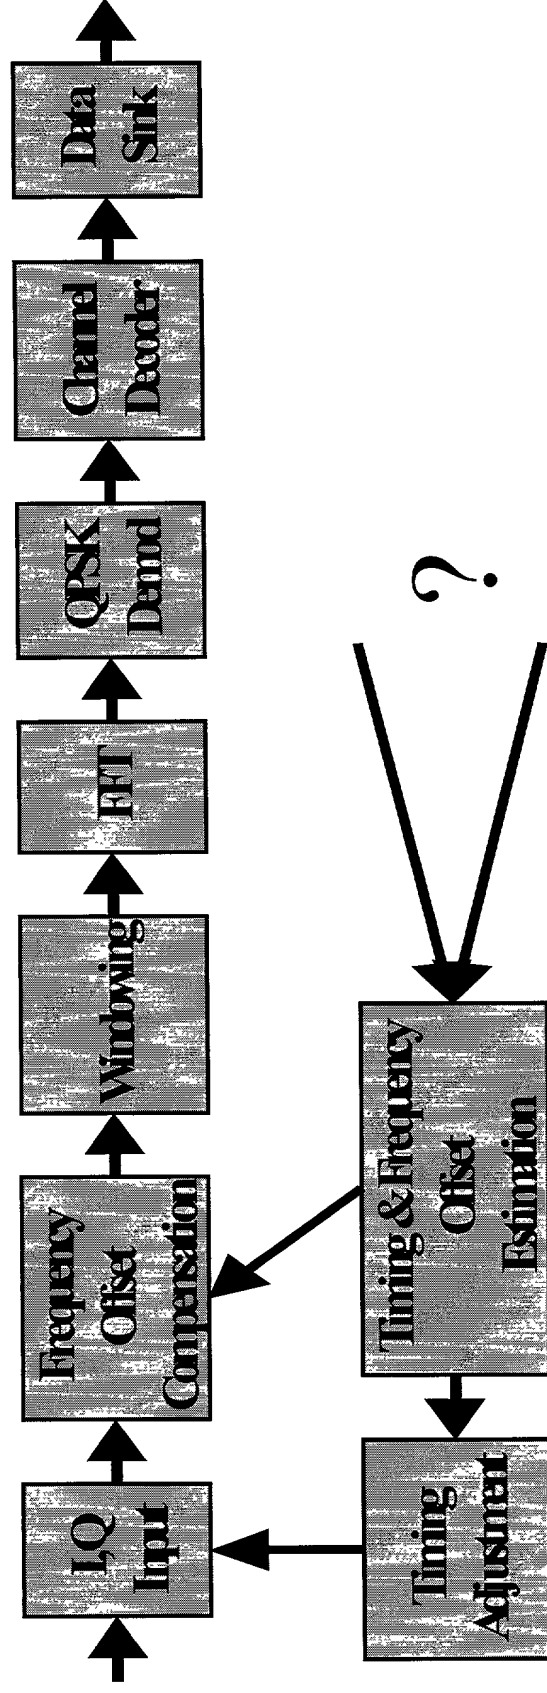 I,Q
Input
Frequency
Offset
Compensation
Windowing
FFT
QPSK
Demod
Channel
Decoder
Data
Sink
Timing
Adjustment
Timing & Frequency
Offset
Estimation
?